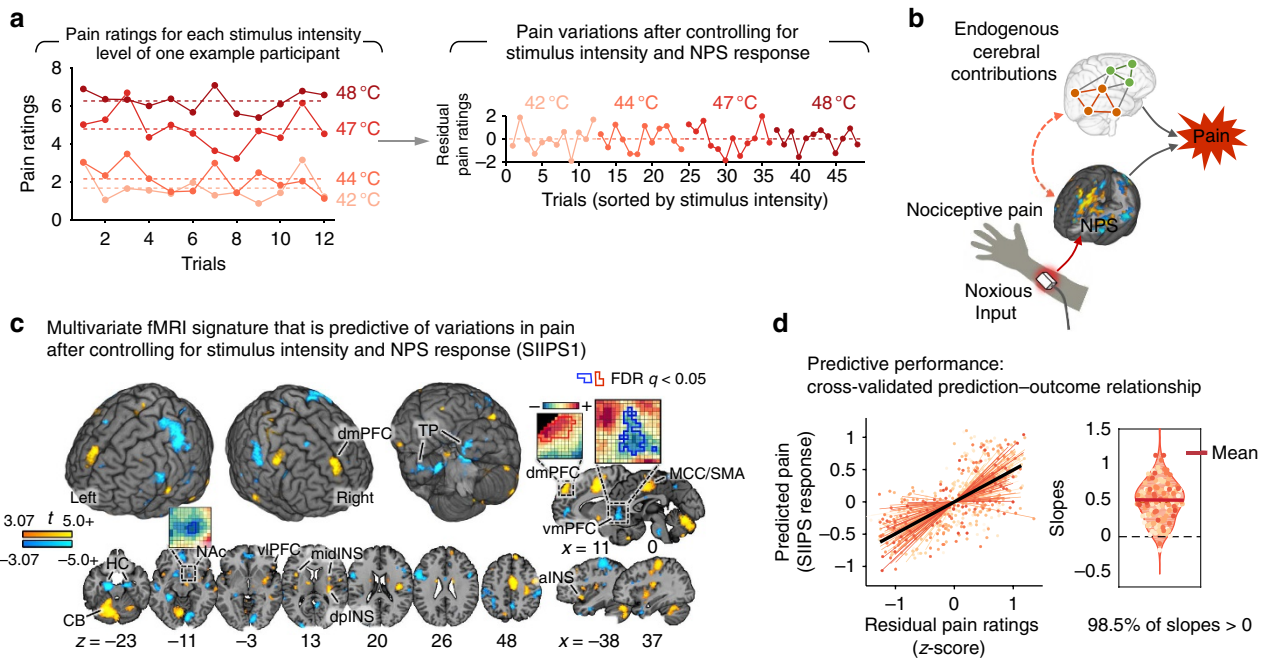 a
Pain ratings for each stimulus intensity
level of one example participant
Pain ratings
8
6
4
2
0
48 °C
47 °C
44 °C
42 °C
2 4 6 8 10 12
Trials
Pain variations after controlling for
stimulus intensity and NPS response
Residual
pain ratings
2
0
−2
42 °C 44 °C 47 °C 48 °C
0 5 10 15 20 25 30 35 40 45
Trials (sorted by stimulus intensity)
b
Endogenous
cerebral
contributions
Pain
NPS
Nociceptive pain
Noxious
Input
c
Multivariate fMRI signature that is predictive of variations in pain
after controlling for stimulus intensity and NPS response (SIIPS1)
FDR q < 0.05
− +
Left
dmPFC
Right
TP
dmPFC
MCC/SMA
vmPFC
x = 11 0
3.07 t 5.0+
−3.07 −5.0+
HC
CB
NAc
vlPFC
midINS
dpINS
aINS
z = −23 −11 −3 13 20 26 48 x = −38 37
d
Predictive performance:
cross-validated prediction–outcome relationship
Predicted pain
(SIIPS response)
1
0.5
0
−0.5
−1
−1 0 1
Residual pain ratings
(z-score)
Slopes
1.5
1
0.5
0
−0.5
Mean
98.5% of slopes > 0